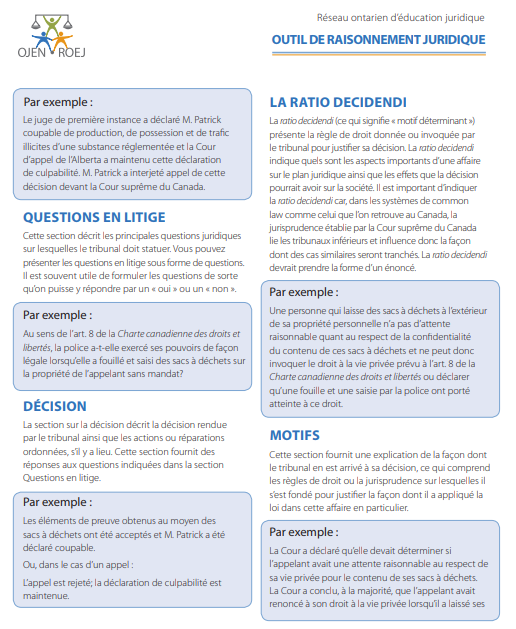 OJEN ROEJ
Réseau ontarien d'éducation juridique
OUTIL DE RAISONNEMENT JURIDIQUE
Par exemple :
Le juge de première instance a déclaré M. Patrick
coupable de production, de possession et de trafic
illicites d'une substance réglementée et la Cour
d'appel de l'Alberta a maintenu cette déclaration
de culpabilité. M. Patrick a interjeté appel de cette
décision devant la Cour suprême du Canada.
QUESTIONS EN LITIGE
Cette section décrit les principales questions juridiques
sur lesquelles le tribunal doit statuer. Vous pouvez
présenter les questions en litige sous forme de questions.
Il est souvent utile de formuler les questions de sorte
qu'on puisse y répondre par un « oui » ou un « non ».
Par exemple :
Au sens de l'art. 8 de la Charte canadienne des droits et
libertés, la police a-t-elle exercé ses pouvoirs de façon
légale lorsqu'elle a fouillé et saisi des sacs à déchets sur
la propriété de l'appelant sans mandat?
DÉCISION
La section sur la décision décrit la décision rendue
par le tribunal ainsi que les actions ou réparations
ordonnées, s'il y a lieu. Cette section fournit des
réponses aux questions indiquées dans la section
Questions en litige.
Par exemple :
Les éléments de preuve obtenus au moyen des
sacs à déchets ont été acceptés et M. Patrick a été
déclaré coupable.
Ou, dans le cas d'un appel :
L'appel est rejeté; la déclaration de culpabilité est
maintenue.
LA RATIO DECIDENDI
La ratio decidendi (ce qui signifie « motif déterminant »)
présente la règle de droit donnée ou invoquée par
le tribunal pour justifier sa décision. La ratio decidendi
indique quels sont les aspects importants d'une affaire
sur le plan juridique ainsi que les effets que la décision
pourrait avoir sur la société. Il est important d'indiquer
la ratio decidendi car, dans les systèmes de common
law comme celui que l'on retrouve au Canada, la
jurisprudence établie par la Cour suprême du Canada
lie les tribunaux inférieurs et influence donc la façon
dont des cas similaires seront tranchés. La ratio decidendi
devrait prendre la forme d'un énoncé.
Par exemple :
Une personne qui laisse des sacs à déchets à l'extérieur
de sa propriété personnelle n'a pas d'attente
raisonnable quant au respect de la confidentialité
du contenu de ces sacs à déchets et ne peut donc
invoquer le droit à la vie privée prévu à l'art. 8 de la
Charte canadienne des droits et libertés ou déclarer
qu'une fouille et une saisie par la police ont porté
atteinte à ce droit.
MOTIFS
Cette section fournit une explication de la façon dont
le tribunal en est arrivé à sa décision, ce qui comprend
les règles de droit ou la jurisprudence sur lesquelles il
s'est fondé pour justifier la façon dont il a appliqué la
loi dans cette affaire en particulier.
Par exemple :
La Cour a déclaré qu'elle devait déterminer si
l'appelant avait une attente raisonnable au respect de
sa vie privée pour le contenu de ses sacs à déchets.
La Cour a conclu, à la majorité, que l'appelant avait
renoncé à son droit à la vie privée lorsqu'il a laissé ses